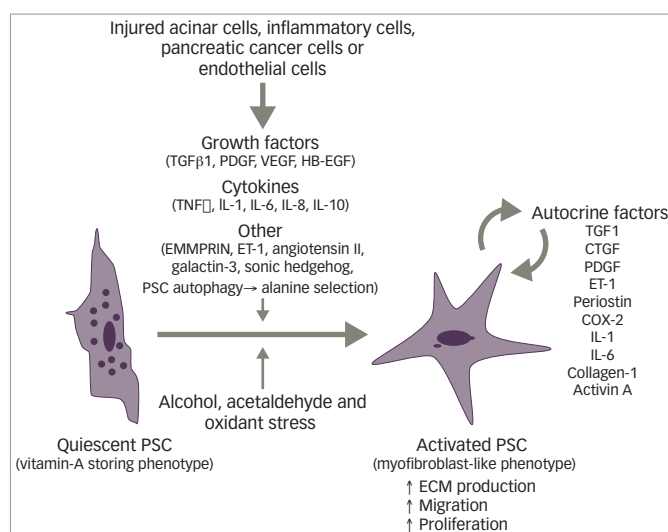 Injured acinar cells, inflammatory cells,
pancreatic cancer cells or
endothelial cells
Growth factors
(TGFβ1, PDGF, VEGF, HB-EGF)
Cytokines
(TNF▯, IL-1, IL-6, IL-8, IL-10)
Other
(EMMPRIN, ET-1, angiotensin II,
galactin-3, sonic hedgehog,
PSC autophagy→ alanine selection)
Alcohol, acetaldehyde and
oxidant stress
Quiescent PSC
(vitamin-A storing phenotype)
Autocrine factors
TGF1
CTGF
PDGF
ET-1
Periostin
COX-2
IL-1
IL-6
Collagen-1
Activin A
Activated PSC
(myofibroblast-like phenotype)
↑ ECM production
↑ Migration
↑ Proliferation